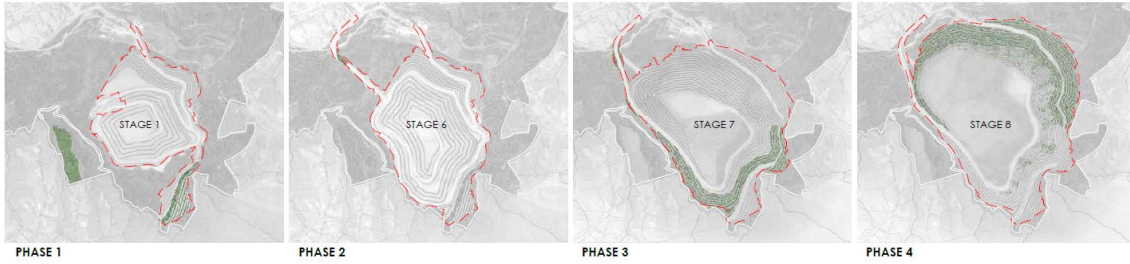 STAGE 1
STAGE 6
STAGE 7
STAGE 8
PHASE 1
PHASE 2
PHASE 3
PHASE 4